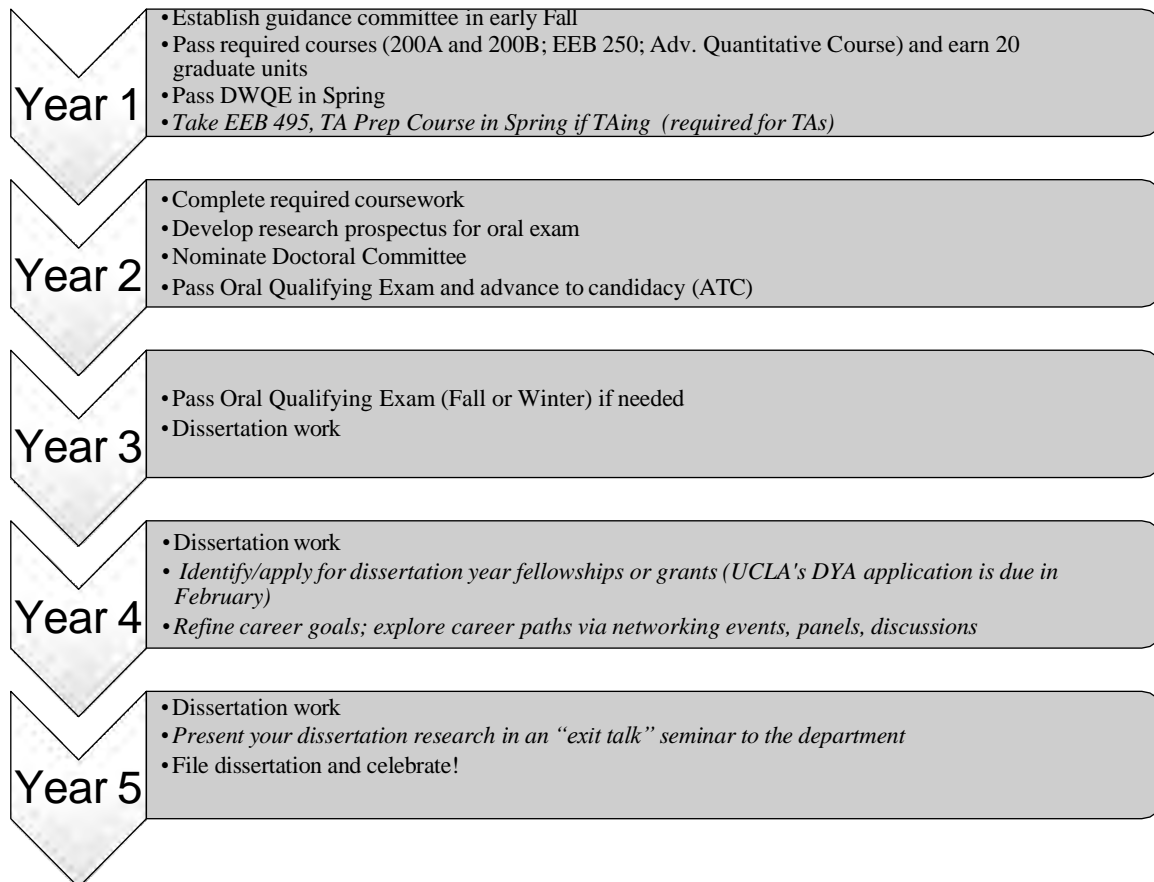 Year 1
•Establish guidance committee in early Fall
•Pass required courses (200A and 200B; EEB 250; Adv. Quantitative Course) and earn 20
graduate units
•Pass DWQE in Spring
•Take EEB 495, TA Prep Course in Spring if TAing (required for TAs)
Year 2
•Complete required coursework
•Develop research prospectus for oral exam
•Nominate Doctoral Committee
•Pass Oral Qualifying Exam and advance to candidacy (ATC)
Year 3
•Pass Oral Qualifying Exam (Fall or Winter) if needed
•Dissertation work
Year 4
•Dissertation work
• Identify/apply for dissertation year fellowships or grants (UCLA's DYA application is due in
February)
•Refine career goals; explore career paths via networking events, panels, discussions
Year 5
•Dissertation work
•Present your dissertation research in an “exit talk” seminar to the department
•File dissertation and celebrate!